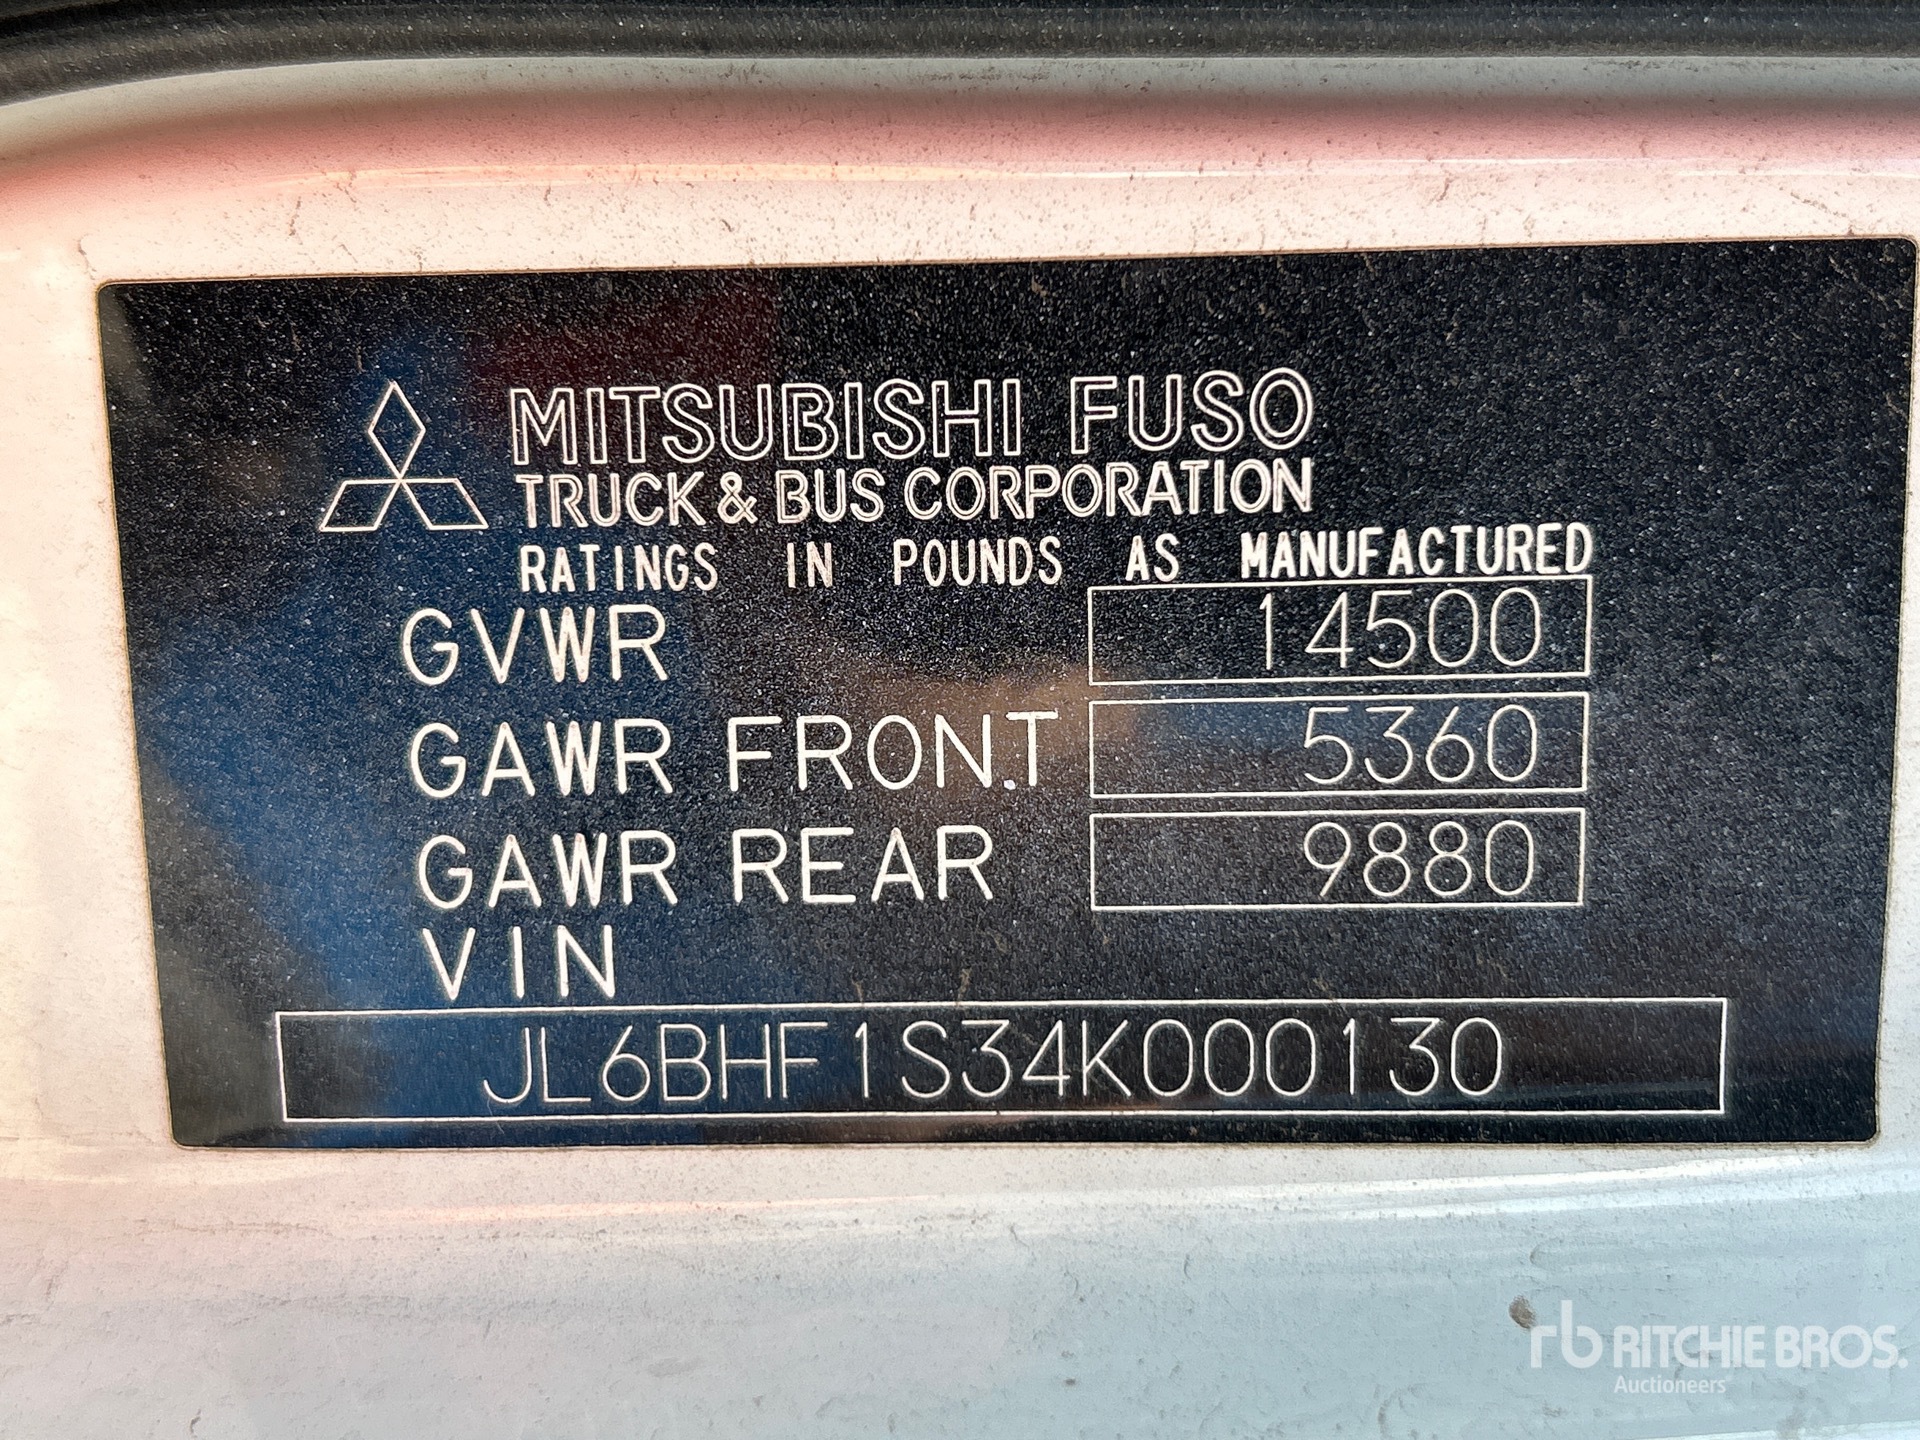 MITSUBISHI FUSO
TRUCK & BUS CORPORATION
RATINGS IN POUNDS AS MANUFACTURED
GVWR 14500
GAWR FRONT 5360
GAWR REAR 9880
VIN
JL6BHF1S34K000130
rb RITCHIE BROS.
Auctioneers